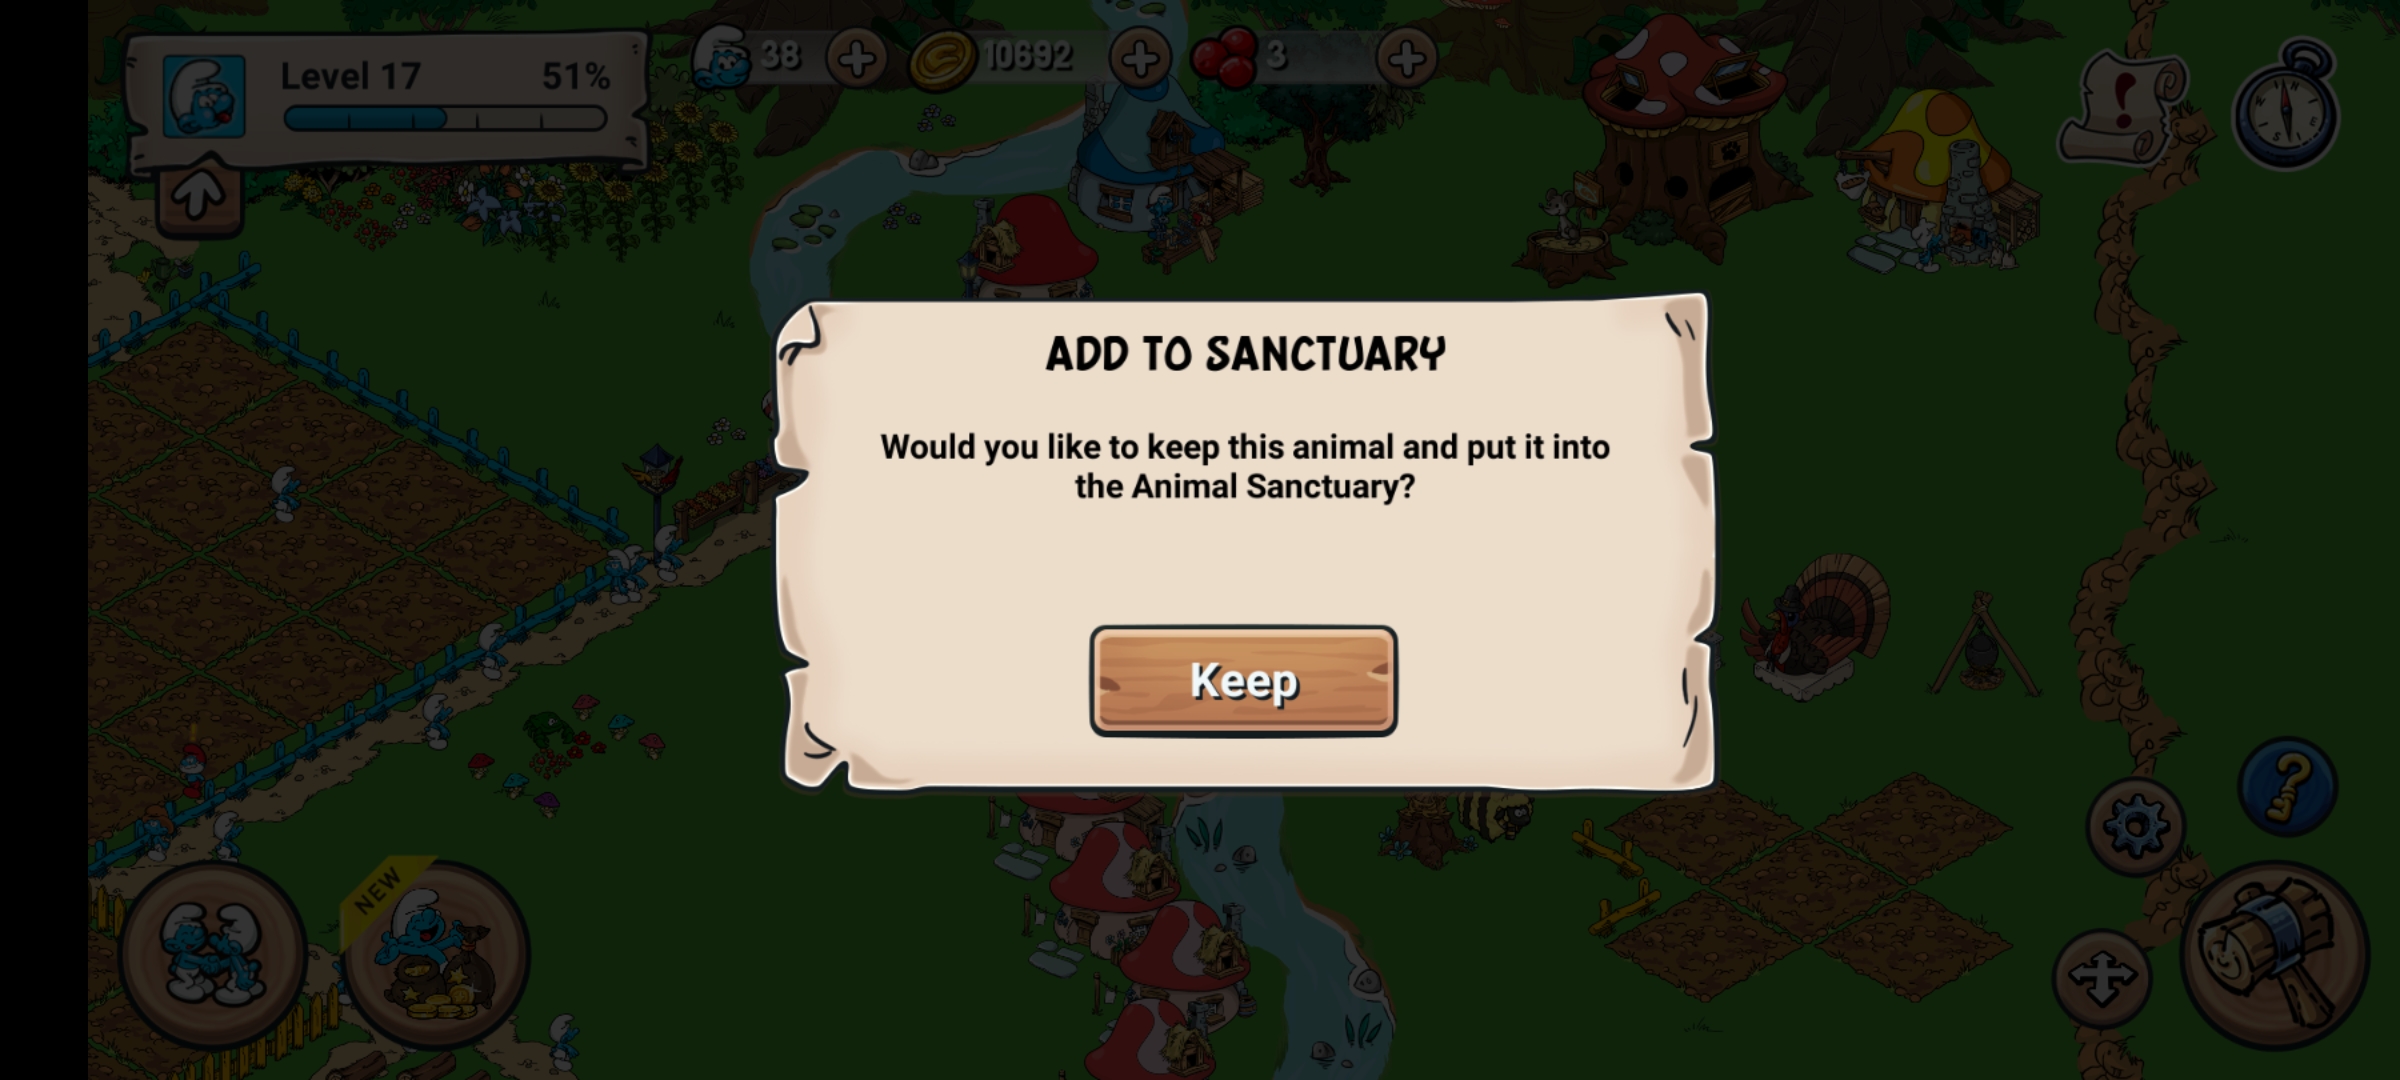 Level 17
51%
38
10692
3
ADD TO SANCTUARY
Would you like to keep this animal and put it into
the Animal Sanctuary?
Keep
NEW